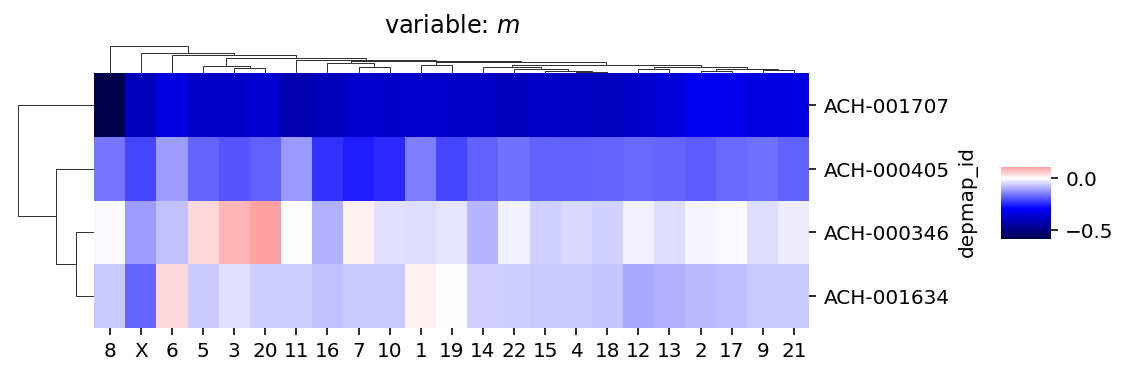 variable: m
ACH-001707
ACH-000405
ACH-000346
ACH-001634
depmap_id
0.0
−0.5
8 X 6 5 3 20 11 16 7 10 1 19 14 22 15 4 18 12 13 2 17 9 21